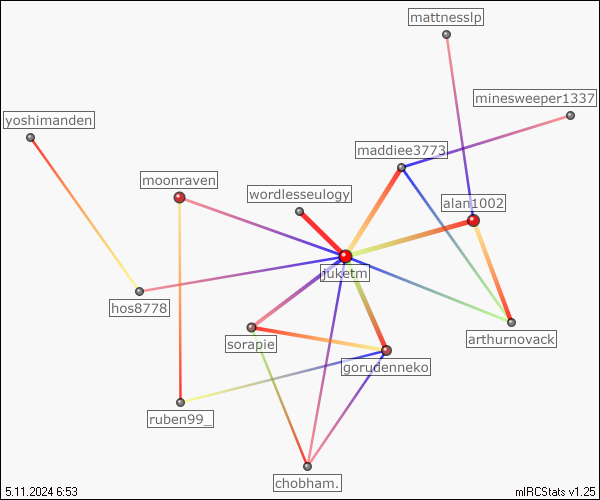 mattnesslp
minesweeper1337
yoshimanden
maddiee3773
moonraven
wordlesseulogy
alan1002
juketm
hos8778
sorapie
arthurnovack
gorudenneko
ruben99_
chobham.
5.11.2024 6:53
mIRCStats v1.25